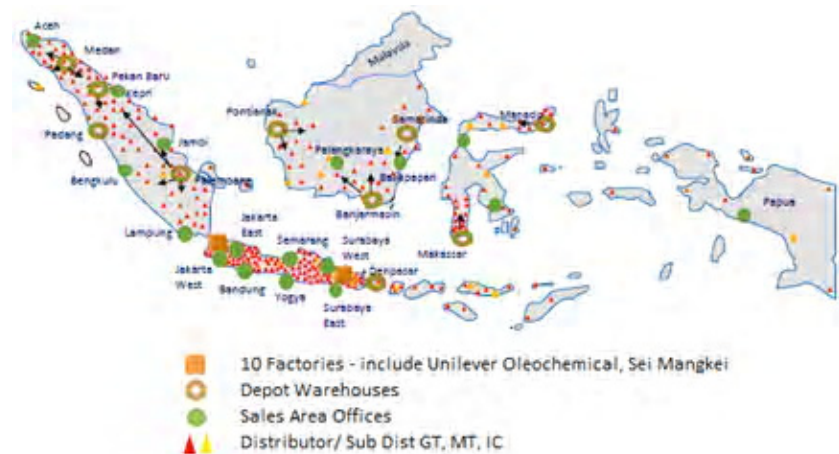 Aceh
Medan
Pekan Baru
Kepri
Padang
Jambi
Bengkulu
Palembang
Lampung
Jakarta
East
Jakarta
West
Bandung
Semarang
Yogya
Surabaya
West
Surabaya
East
Denpasar
Malaysia
Pontianak
Samarinda
Palangkaraya
Balikpapan
Banjarmasin
Manado
Makassar
Papua
10 Factories - include Unilever Oleochemical, Sei Mangkei
Depot Warehouses
Sales Area Offices
Distributor/ Sub Dist GT, MT, IC